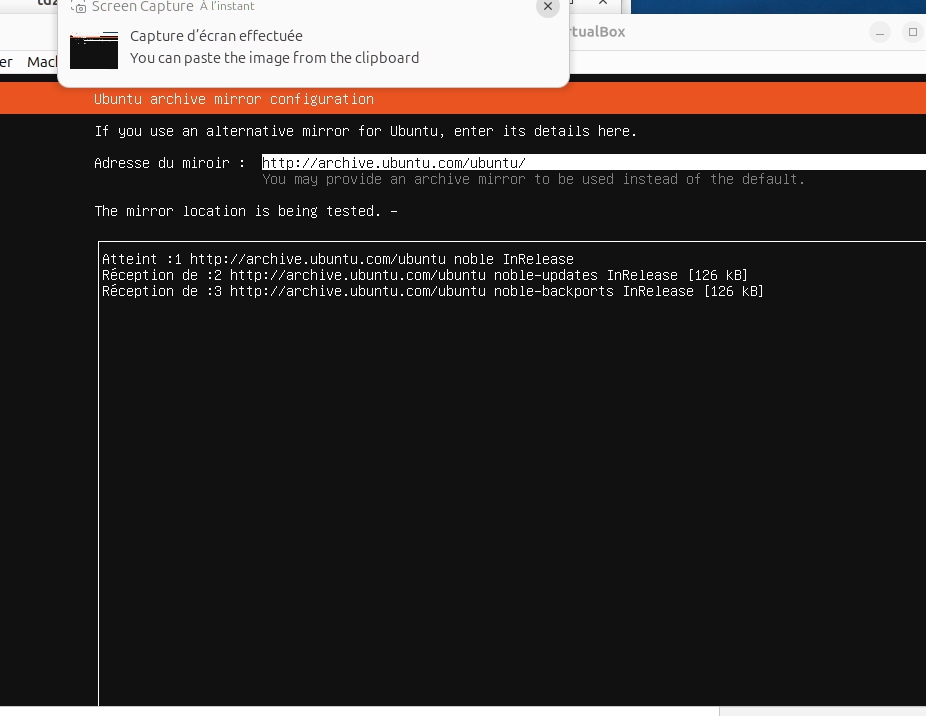 Screen Capture À l'instant
Capture d'écran effectuée
You can paste the image from the clipboard
rtualBox
er Macl
Ubuntu archive mirror configuration
If you use an alternative mirror for Ubuntu, enter its details here.
Adresse du miroir : http://archive.ubuntu.com/ubuntu/
You may provide an archive mirror to be used instead of the default.
The mirror location is being tested. –
Atteint :1 http://archive.ubuntu.com/ubuntu noble InRelease
Réception de :2 http://archive.ubuntu.com/ubuntu noble-updates InRelease [126 kB]
Réception de :3 http://archive.ubuntu.com/ubuntu noble-backports InRelease [126 kB]